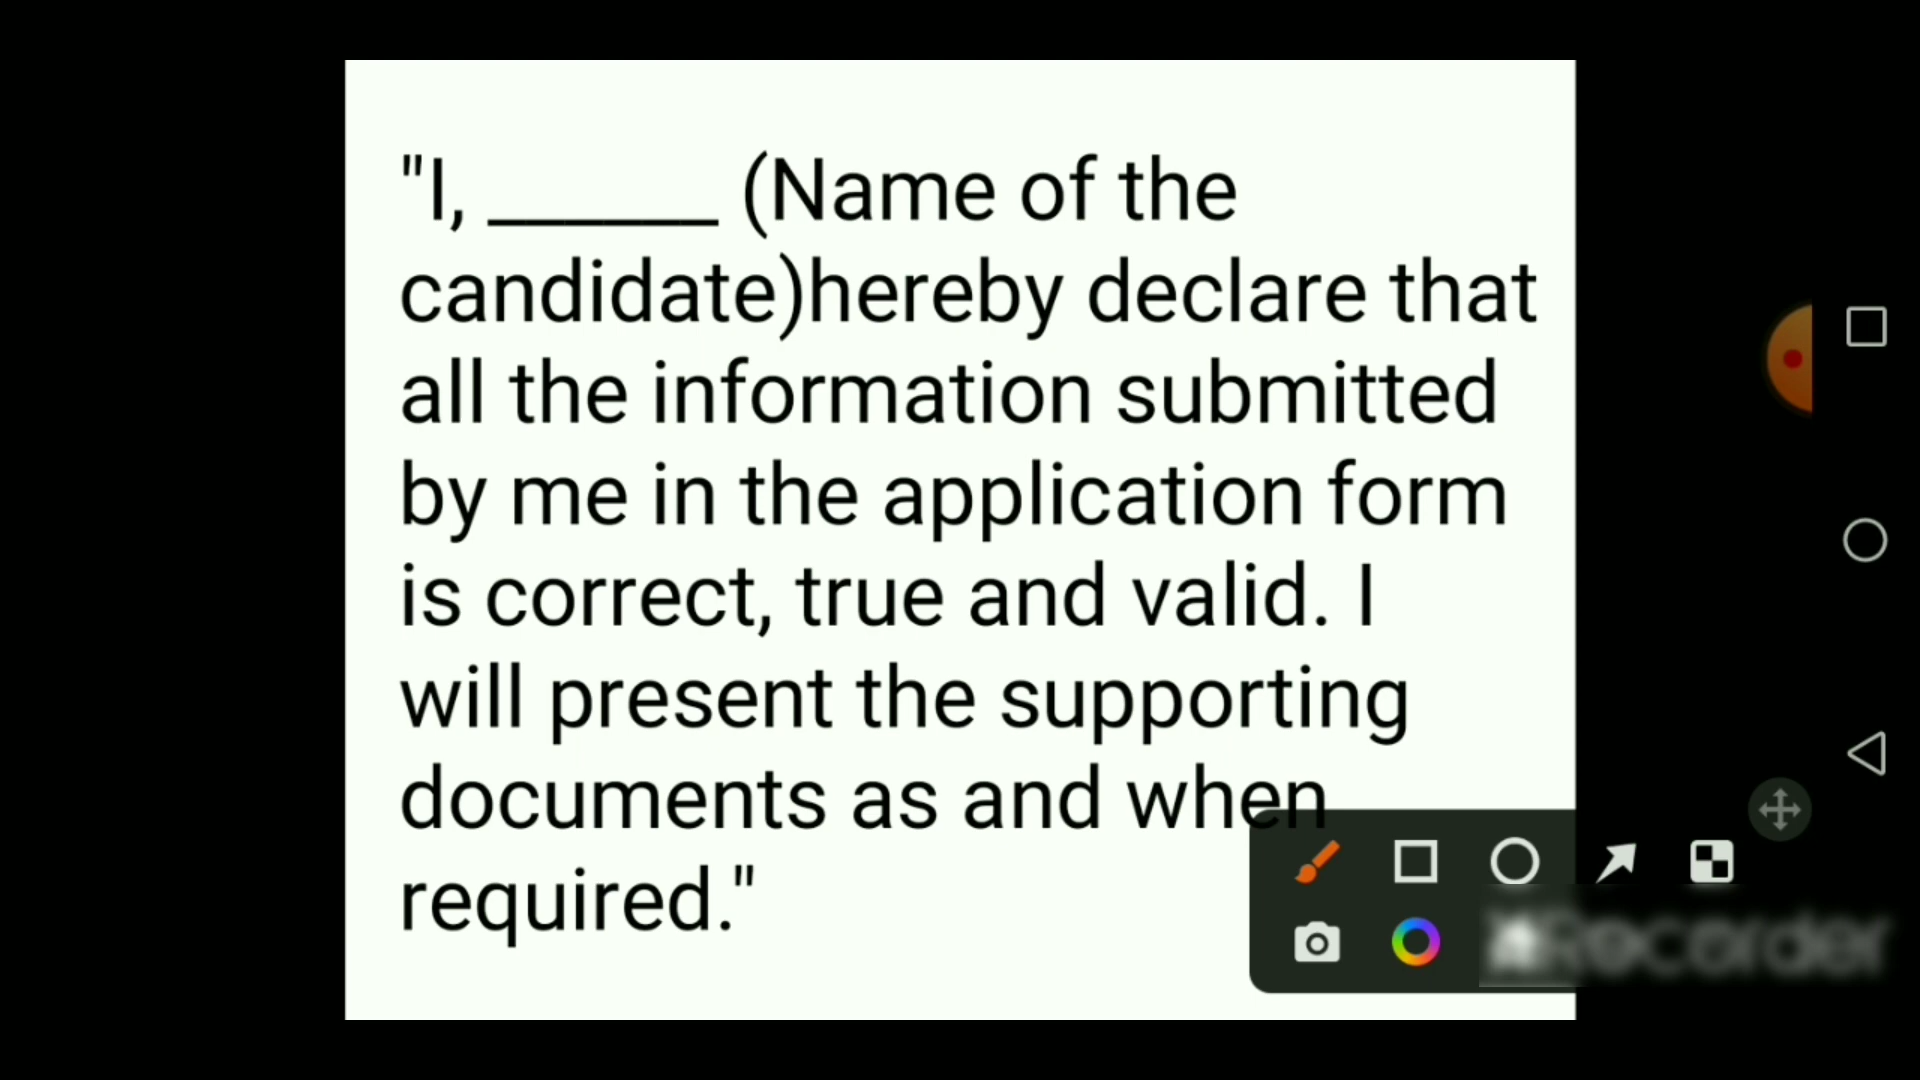 "I, ______ (Name of the
candidate)hereby declare that
all the information submitted
by me in the application form
is correct, true and valid. I
will present the supporting
documents as and when
required."